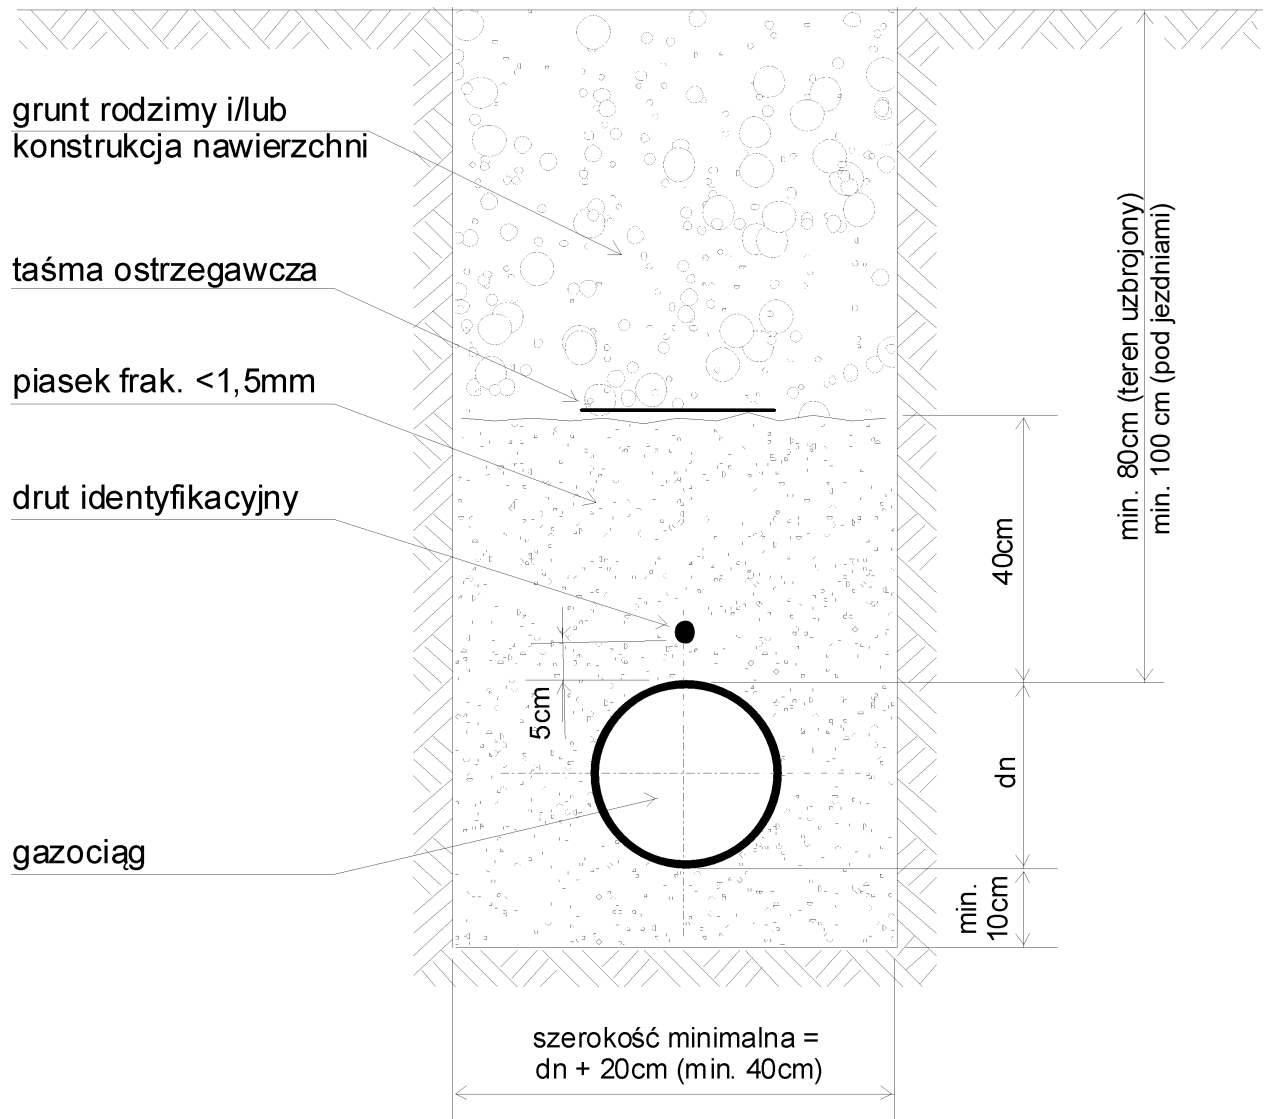 grunt rodzimy i/lub
konstrukcja nawierzchni
taśma ostrzegawcza
piasek frak. <1,5mm
drut identyfikacyjny
gazociąg
5cm
40cm
dn
min.
10cm
min. 80cm (teren uzbrojony)
min. 100 cm (pod jezdniami)
szerokość minimalna =
dn + 20cm (min. 40cm)